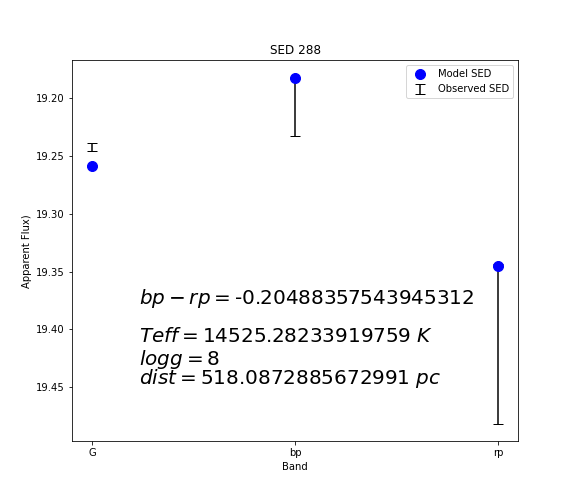 SED 288
Model SED
Observed SED
19.20
19.25
19.30
19.35
19.40
19.45
Apparent Flux)
bp − rp = -0.20488357543945312
Teff = 14525.28233919759 K
logg = 8
dist = 518.0872885672991 pc
G
bp
rp
Band